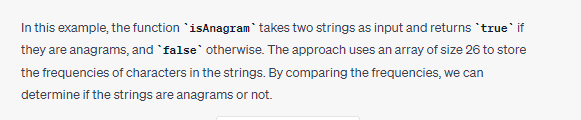 In this example, the function `isAnagram` takes two strings as input and returns `true` if
they are anagrams, and `false` otherwise. The approach uses an array of size 26 to store
the frequencies of characters in the strings. By comparing the frequencies, we can
determine if the strings are anagrams or not.